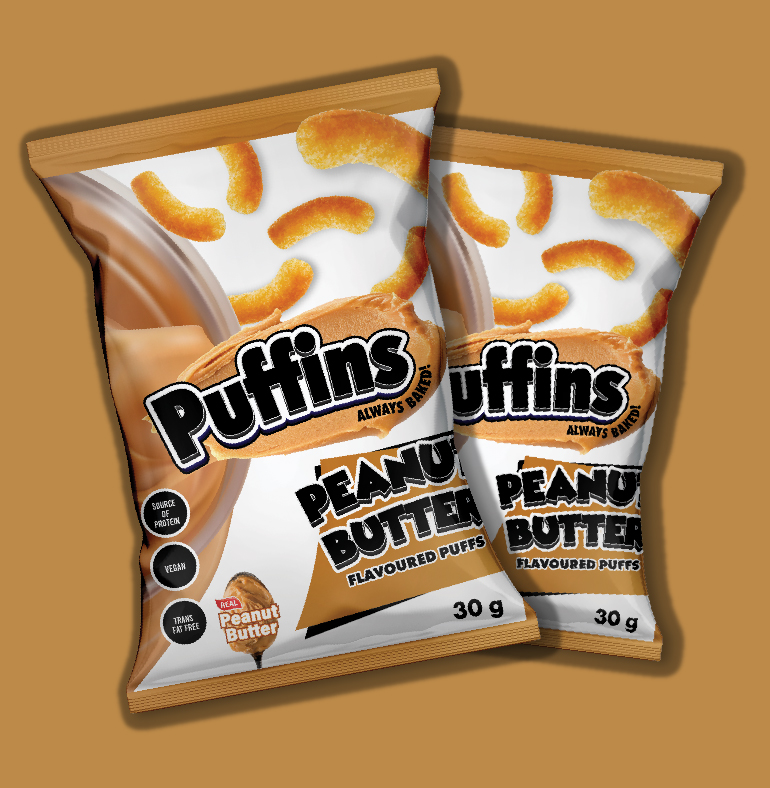 Puffins
ALWAYS BAKED!
PEANUT
BUTTER
FLAVOURED PUFFS
SOURCE
OF
PROTEIN
VEGAN
TRANS
FAT FREE
REAL
Peanut
Butter
30 g
uffins
ALWAYS BAKED!
PEANUT
BUTTER
FLAVOURED PUFFS
30 g